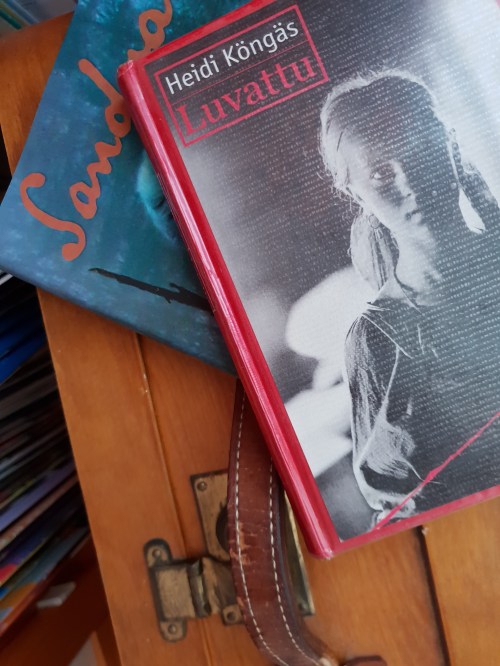 Heidi Köngäs
Luvattu
Sandra